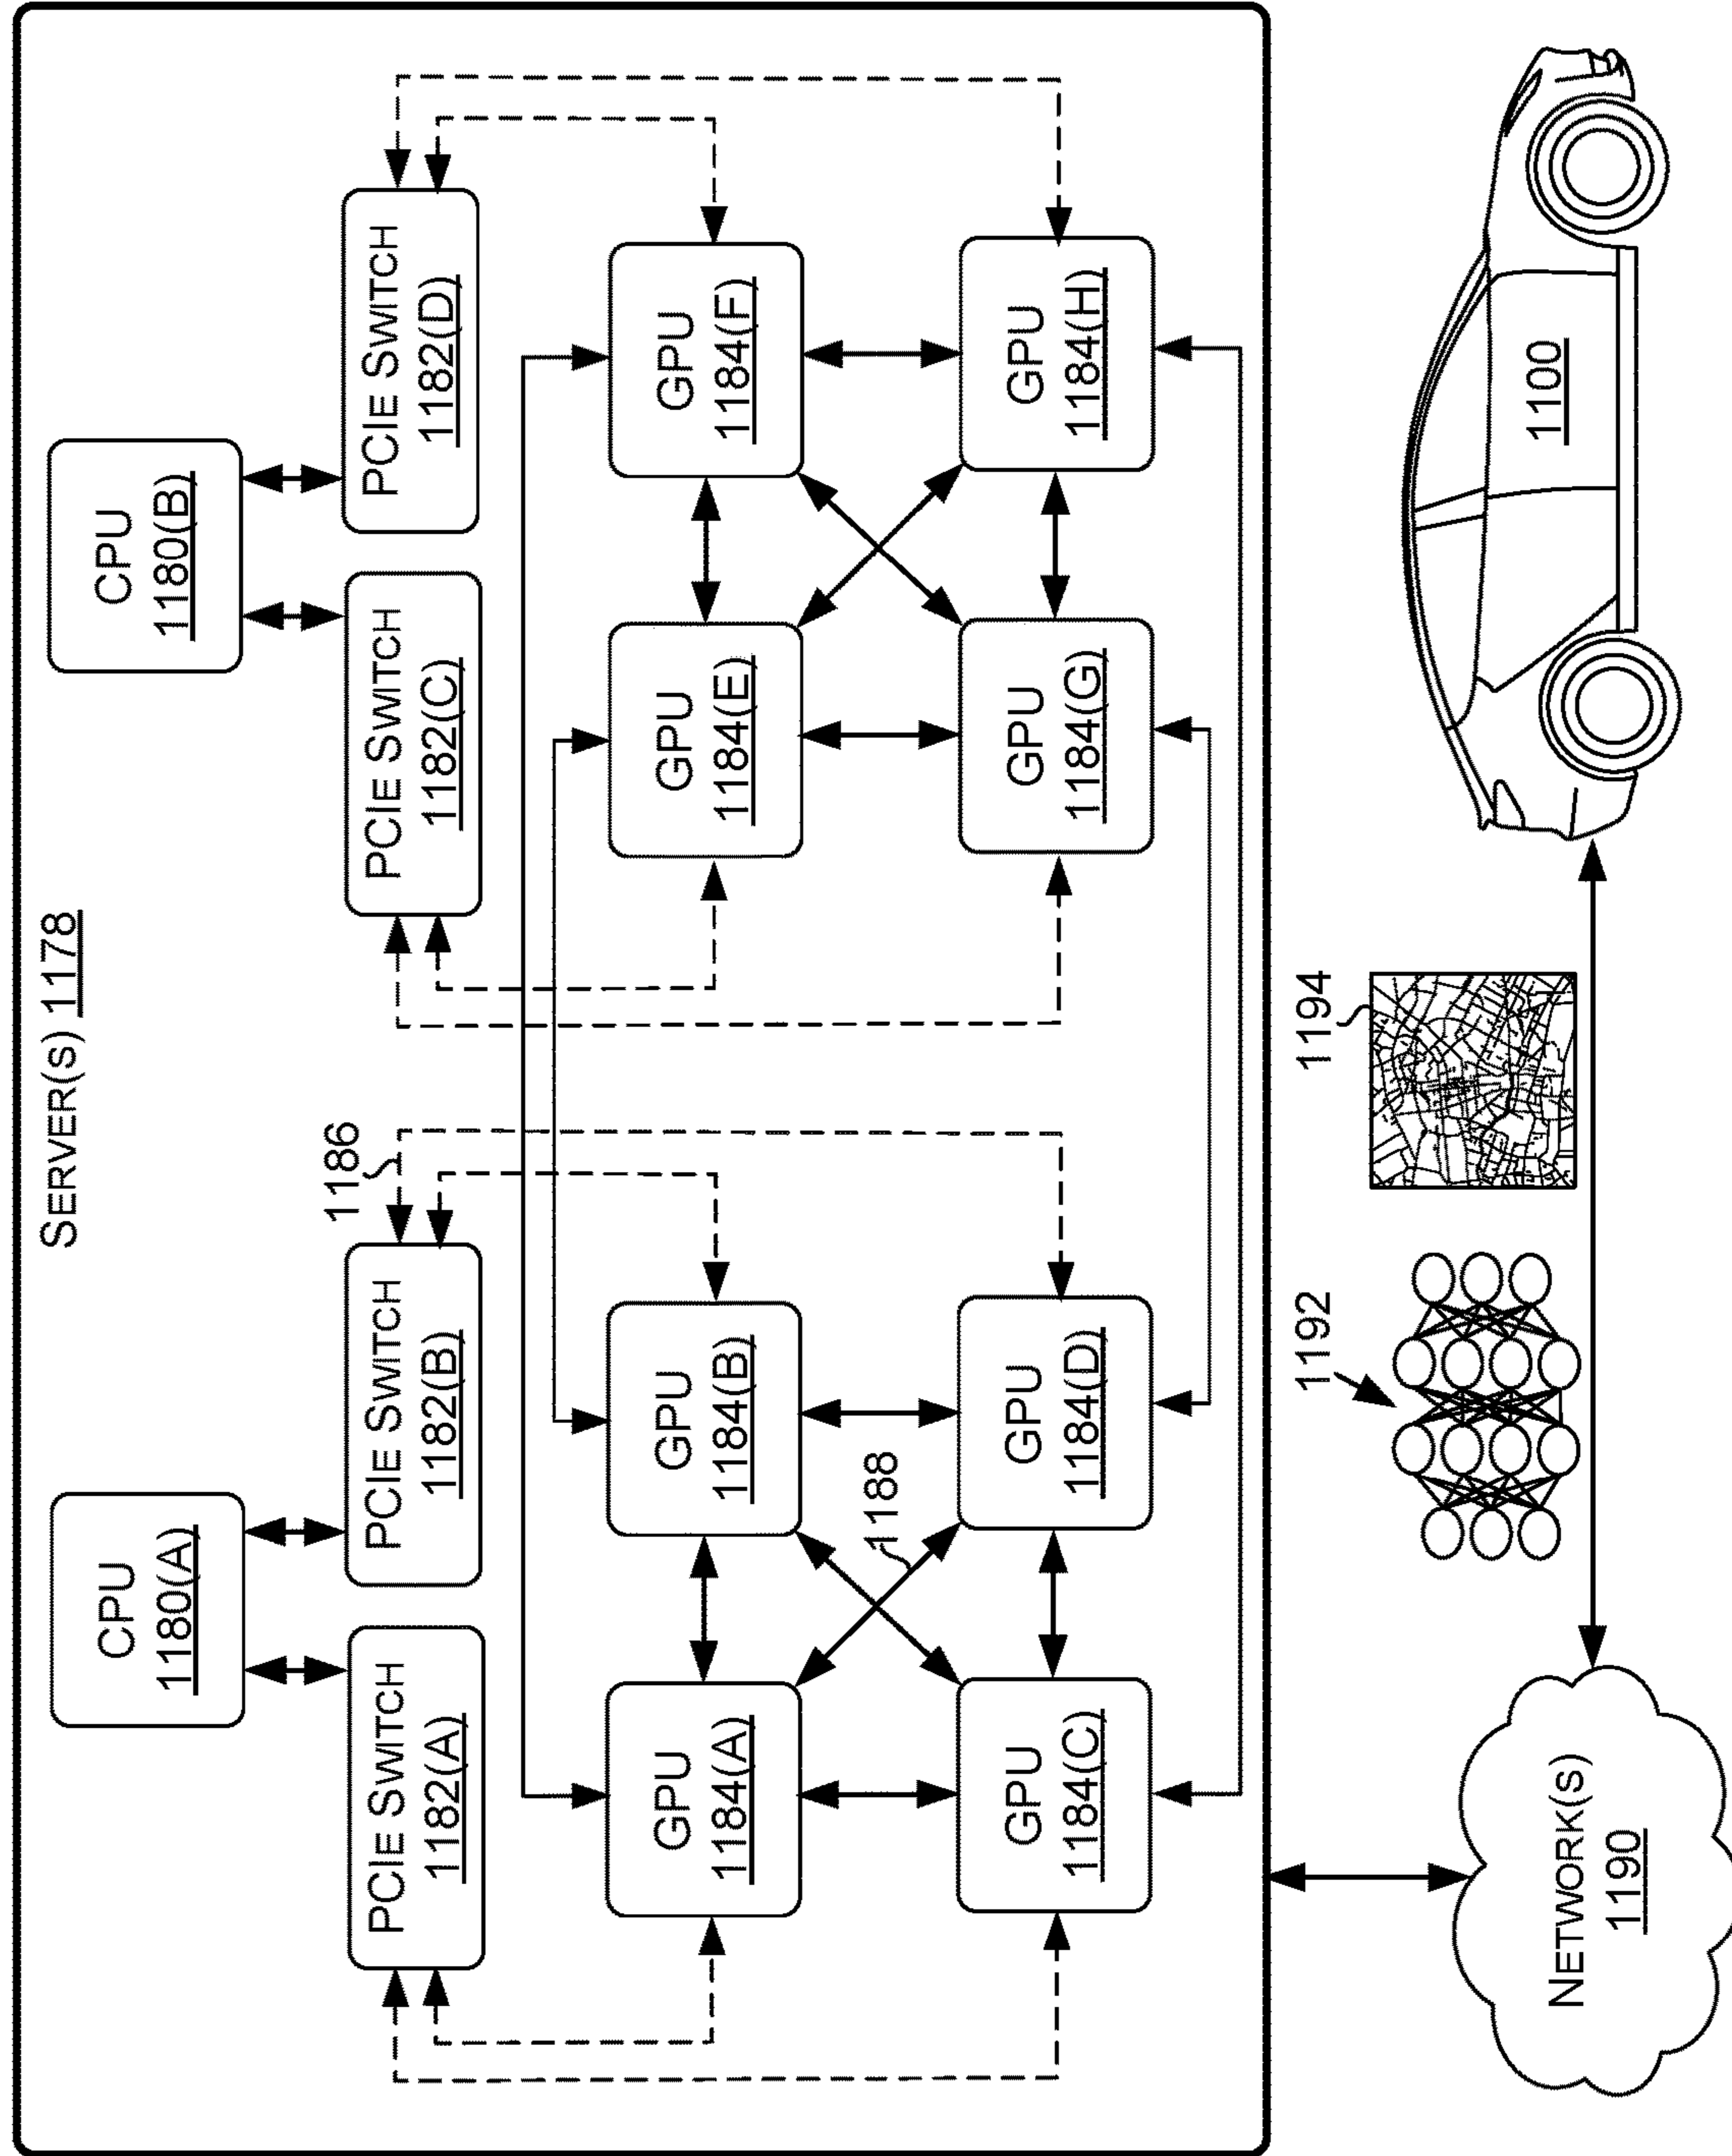 SERVER(S) 1178
CPU
1180(A)
CPU
1180(B)
PCIE SWITCH
1182(A)
PCIE SWITCH
1182(B)
PCIE SWITCH
1182(C)
PCIE SWITCH
1182(D)
1186
GPU
1184(A)
GPU
1184(B)
GPU
1184(E)
GPU
1184(F)
1188
GPU
1184(C)
GPU
1184(D)
GPU
1184(G)
GPU
1184(H)
NETWORK(S)
1190
1192
1194
1100